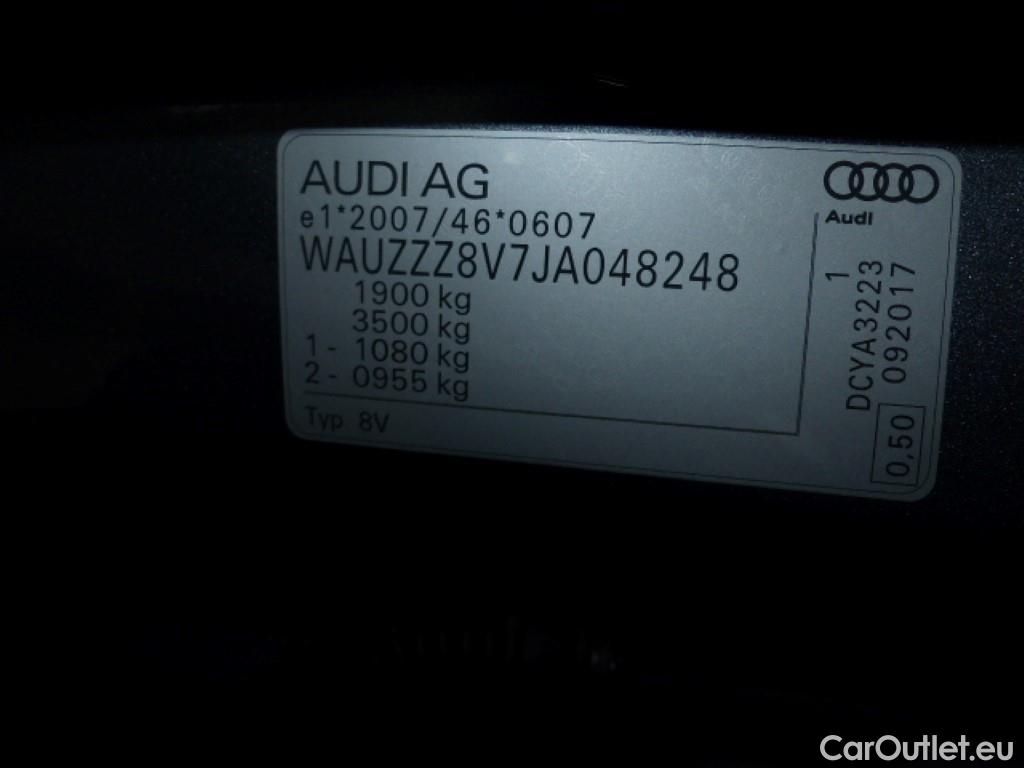 AUDI AG
e1*2007/46*0607
WAUZZZ8V7JA048248
1900 kg
3500 kg
1 - 1080 kg
2 - 0955 kg
Typ 8V
Audi
DCYA3223 1
092017
0,50
CarOutlet.eu